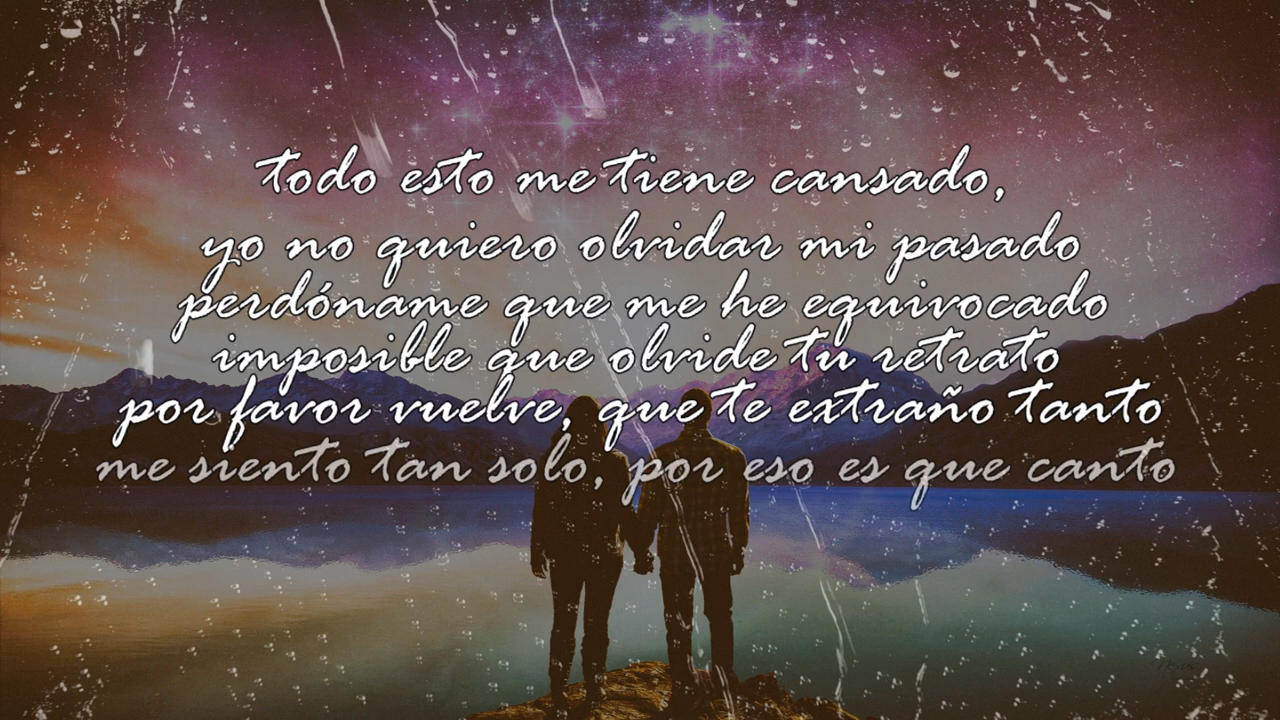 todo esto me tiene cansado,
yo no quiero olvidar mi pasado
perdóname que me he equivocado
imposible que olvide tu retrato
por favor vuelve, que te extraño tanto
me siento tan solo, por eso es que canto